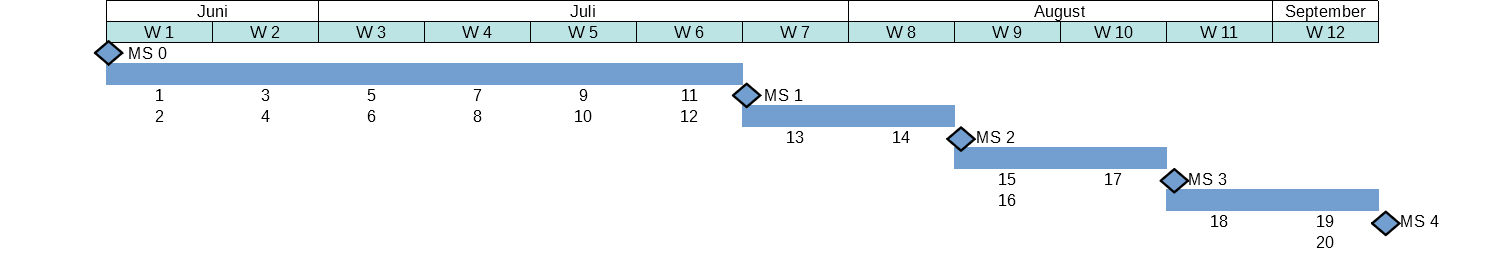 Juni Juli August September
W 1 W 2 W 3 W 4 W 5 W 6 W 7 W 8 W 9 W 10 W 11 W 12
MS 0
1 3 5 7 9 11 MS 1
2 4 6 8 10 12
13 14 MS 2
15 17 MS 3
16
18 19 MS 4
20